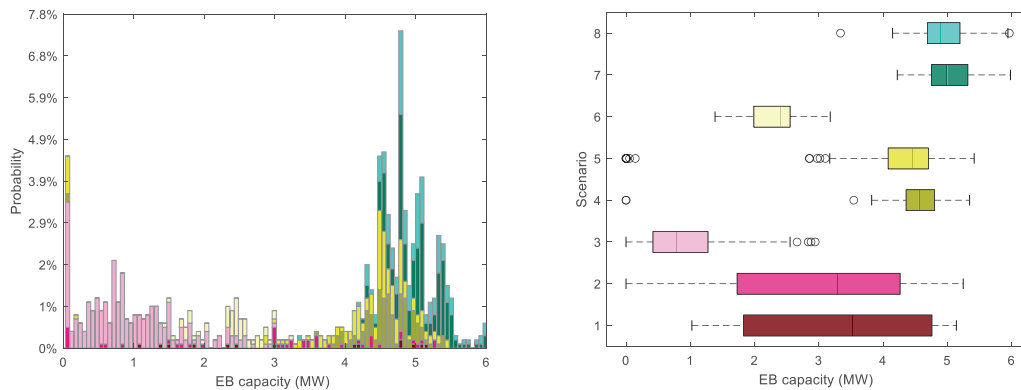 7.8%
6.8%
5.9%
4.9%
3.9%
2.9%
2%
1%
0%
Probability
0 1 2 3 4 5 6
EB capacity (MW)
8
7
6
5
4
3
2
1
Scenario
0 1 2 3 4 5 6
EB capacity (MW)